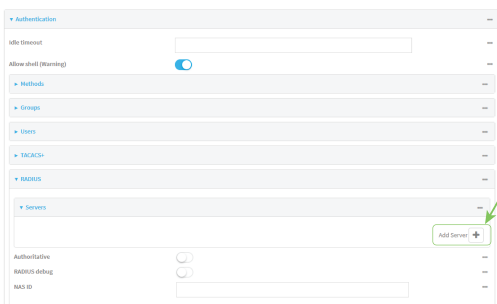 Authentication
Idle timeout
Allow shell (Warning)
Methods
Groups
Users
TACACS+
RADIUS
Servers
Add Server
Authoritative
RADIUS debug
NAS ID